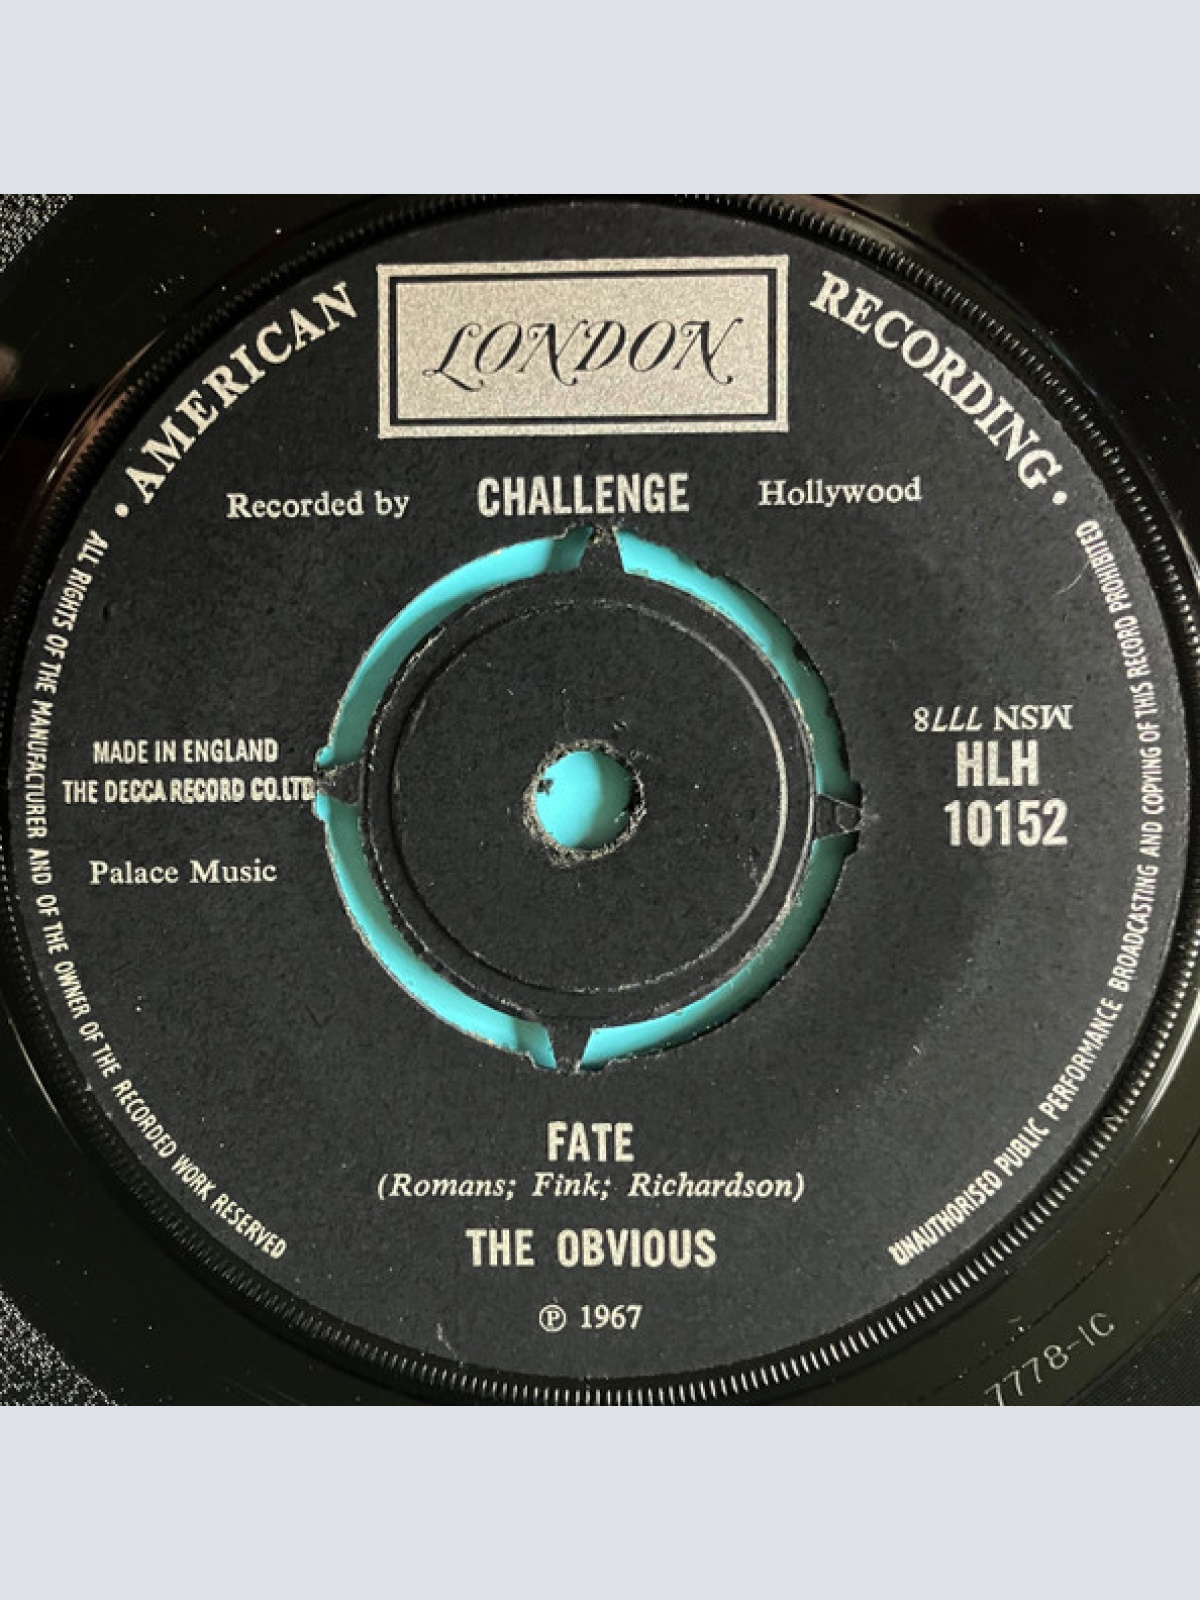 AMERICAN RECORDING
LONDON
Recorded by CHALLENGE Hollywood
MSN 7778
HLH
10152
MADE IN ENGLAND
THE DECCA RECORD CO.LTD.
Palace Music
FATE
(Romans; Fink; Richardson)
THE OBVIOUS
℗ 1967
ALL RIGHTS OF THE MANUFACTURER AND OF THE OWNER OF THE RECORDED WORK RESERVED
UNAUTHORISED PUBLIC PERFORMANCE BROADCASTING AND COPYING OF THIS RECORD PROHIBITED
7778-1C